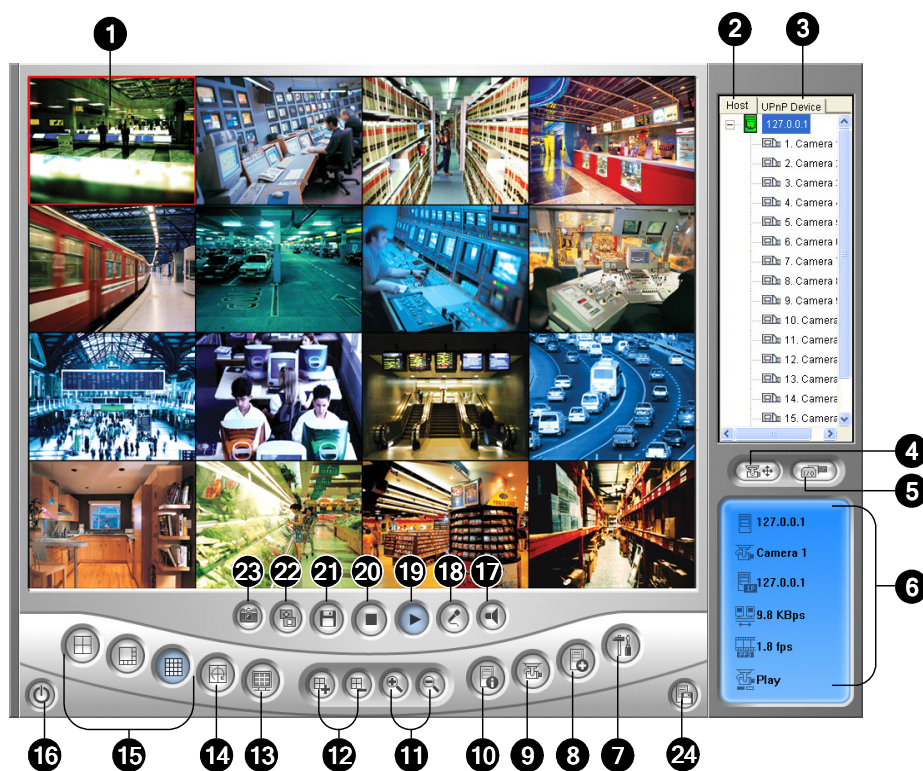 1
2
3
Host
UPnP Device
127.0.0.1
1. Camera
2. Camera
3. Camera
4. Camera
5. Camera
6. Camera
7. Camera
8. Camera
9. Camera
10. Camera
11. Camera
12. Camera
13. Camera
14. Camera
15. Camera
4
I/O
5
127.0.0.1
Camera 1
IP
127.0.0.1
9.8 KBps
1.8 fps
Play
6
23
22
21
20
19
18
17
16
15
14
13
12
11
10
9
8
7
24